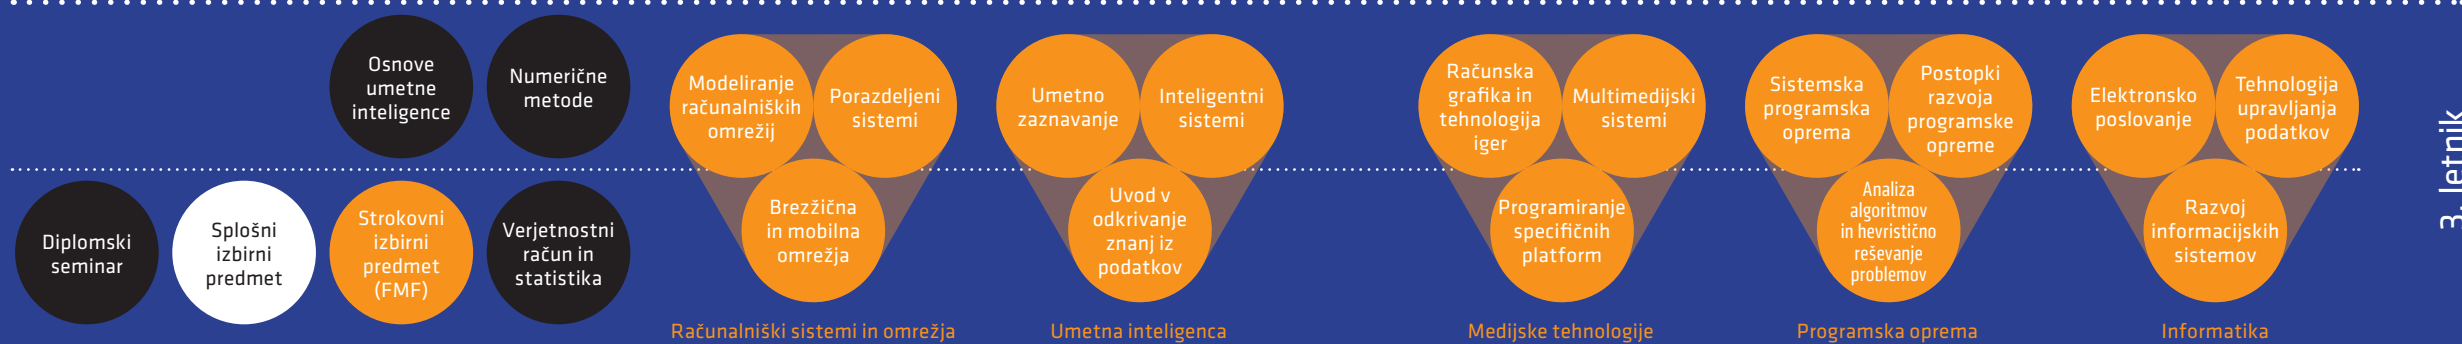 Osnove
umetne
inteligence
Numerične
metode
Modeliranje
računalniških
omrežij
Porazdeljeni
sistemi
Umetno
zaznavanje
Inteligentni
sistemi
Računska
grafika in
tehnologija
iger
Multimedijski
sistemi
Sistemska
programska
oprema
Postopki
razvoja
programske
opreme
Elektronsko
poslovanje
Tehnologija
upravljanja
podatkov
Diplomski
seminar
Splošni
izbirni
predmet
Strokovni
izbirni
predmet
(FMF)
Verjetnostni
račun in
statistika
Brezžična
in mobilna
omrežja
Uvod v
odkrivanje
znanj iz
podatkov
Programiranje
specifičnih
platform
Analiza
algoritmov
in hevristično
reševanje
problemov
Razvoj
informacijskih
sistemov
Računalniški sistemi in omrežja
Umetna inteligenca
Medijske tehnologije
Programska oprema
Informatika
3. letnik